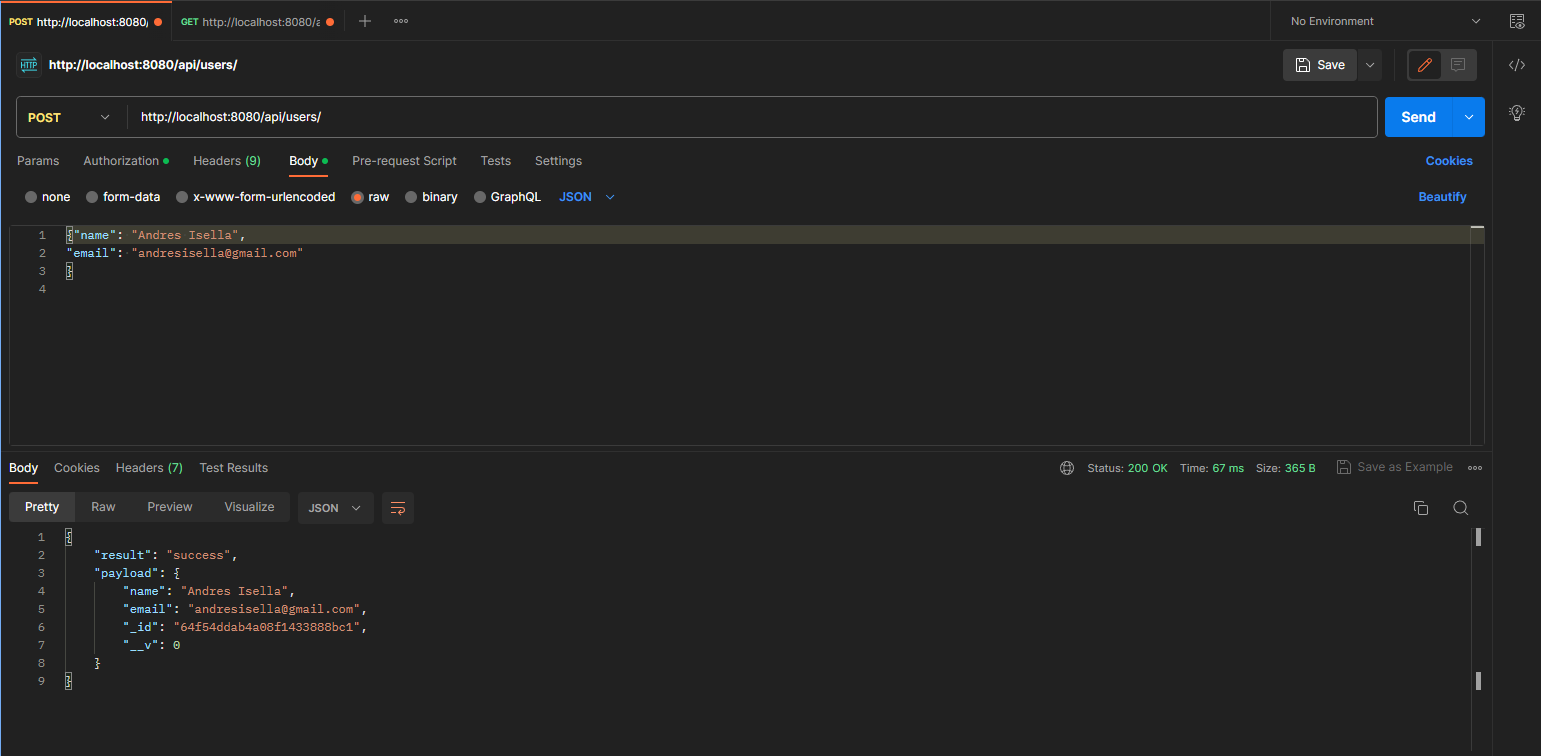 POST http://localhost:8080/ GET http://localhost:8080/a No Environment
HTTP http://localhost:8080/api/users/ Save
POST http://localhost:8080/api/users/ Send
Params Authorization Headers (9) Body Pre-request Script Tests Settings Cookies
none form-data x-www-form-urlencoded raw binary GraphQL JSON Beautify
1 {"name": "Andres Isella",
2 "email": "andresisella@gmail.com"
3 }
4
Body Cookies Headers (7) Test Results Status: 200 OK Time: 67 ms Size: 365 B Save as Example
Pretty Raw Preview Visualize JSON
1 {
2 "result": "success",
3 "payload": {
4 "name": "Andres Isella",
5 "email": "andresisella@gmail.com",
6 "_id": "64f54ddab4a08f1433888bc1",
7 "__v": 0
8 }
9 }